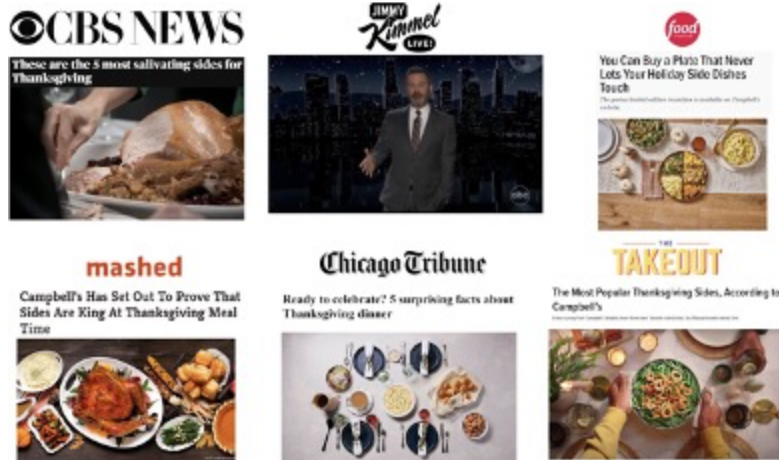 CBS NEWS
These are the 5 most salivating sides for
Thanksgiving
JIMMY
Kimmel
LIVE!
abc
food
You Can Buy a Plate That Never
Lets Your Holiday Side Dishes
Touch
mashed
Campbell's Has Set Out To Prove That
Sides Are King At Thanksgiving Meal
Time
Chicago Tribune
Ready to celebrate? 5 surprising facts about
Thanksgiving dinner
THE
TAKEOUT
The Most Popular Thanksgiving Sides, According to
Campbell's